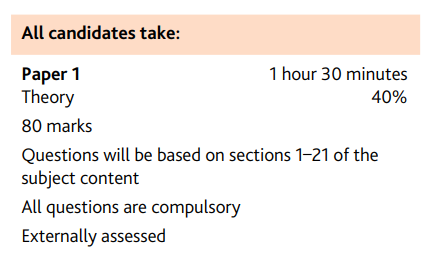 All candidates take:
Paper 1 1 hour 30 minutes
Theory 40%
80 marks
Questions will be based on sections 1–21 of the
subject content
All questions are compulsory
Externally assessed